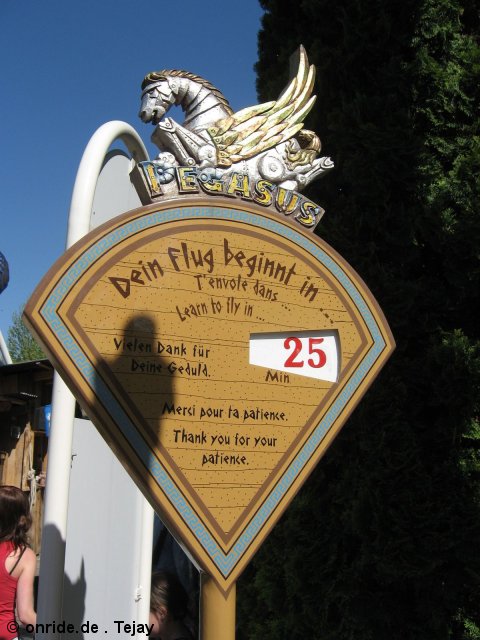 PEGASUS
Dein Flug beginnt in ...
T'envole dans ...
Learn to fly in ...
Vielen Dank für
Deine Geduld.
25
Min
Merci pour ta patience.
Thank you for your
patience.
© onride.de . Tejay